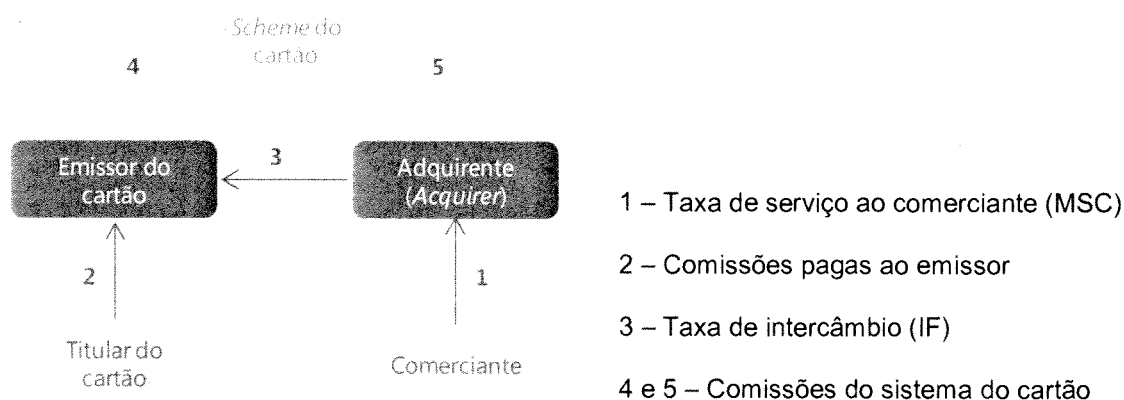 Scheme do
cartão
4
5
Emissor do
cartão
3
Adquirente
(Acquirer)
2
1
Titular do
cartão
Comerciante
1 – Taxa de serviço ao comerciante (MSC)
2 – Comissões pagas ao emissor
3 – Taxa de intercâmbio (IF)
4 e 5 – Comissões do sistema do cartão